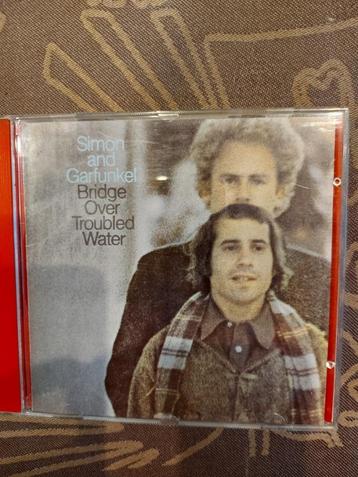 Simon
and
Garfunkel
Bridge
Over
Troubled
Water